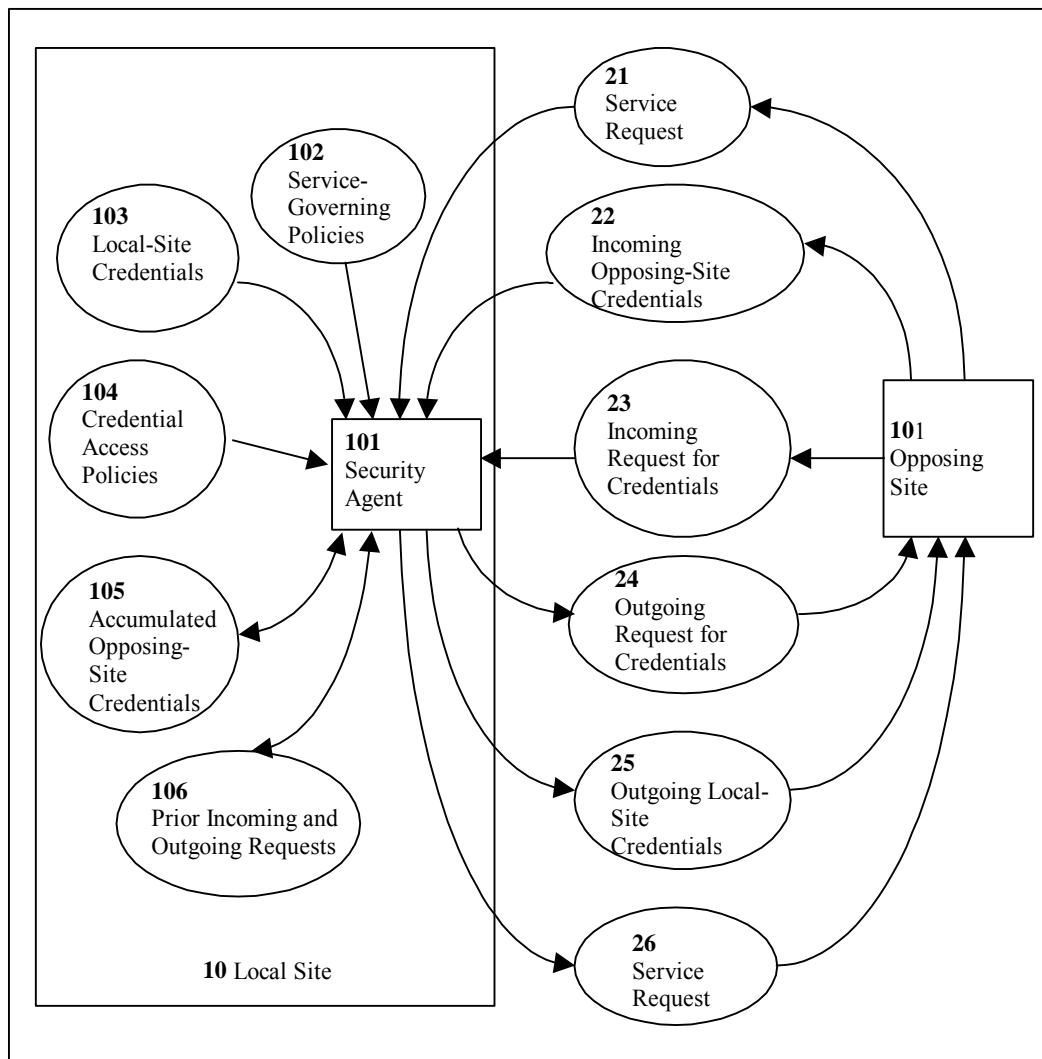 21
Service
Request
102
Service-
Governing
Policies
103
Local-Site
Credentials
22
Incoming
Opposing-Site
Credentials
104
Credential
Access
Policies
101
Security
Agent
23
Incoming
Request for
Credentials
101
Opposing
Site
105
Accumulated
Opposing-
Site
Credentials
24
Outgoing
Request for
Credentials
106
Prior Incoming and
Outgoing Requests
25
Outgoing Local-
Site
Credentials
10 Local Site
26
Service
Request